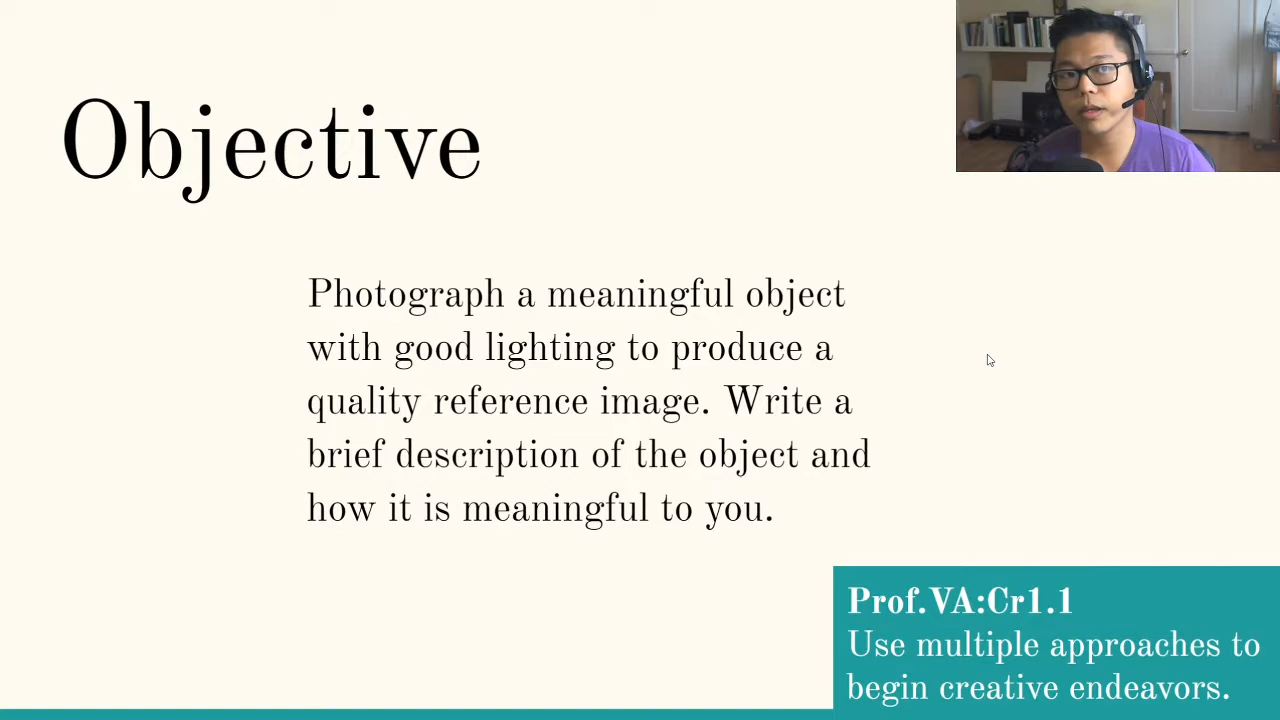 Objective
Photograph a meaningful object
with good lighting to produce a
quality reference image. Write a
brief description of the object and
how it is meaningful to you.
Prof.VA:Cr1.1
Use multiple approaches to
begin creative endeavors.